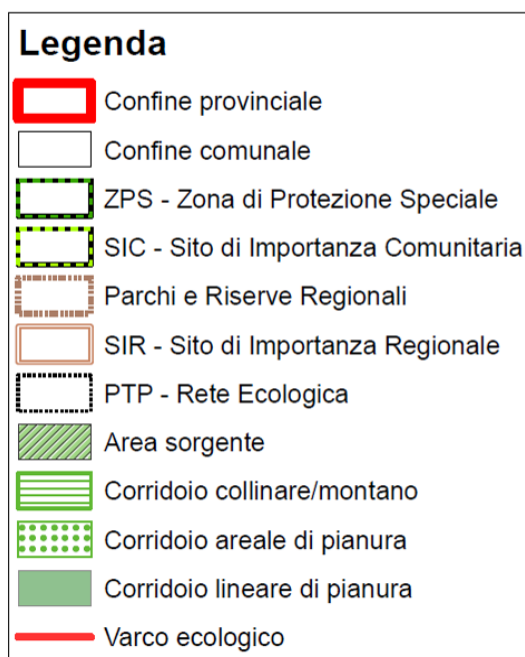 Legenda
Confine provinciale
Confine comunale
ZPS - Zona di Protezione Speciale
SIC - Sito di Importanza Comunitaria
Parchi e Riserve Regionali
SIR - Sito di Importanza Regionale
PTP - Rete Ecologica
Area sorgente
Corridoio collinare/montano
Corridoio areale di pianura
Corridoio lineare di pianura
Varco ecologico